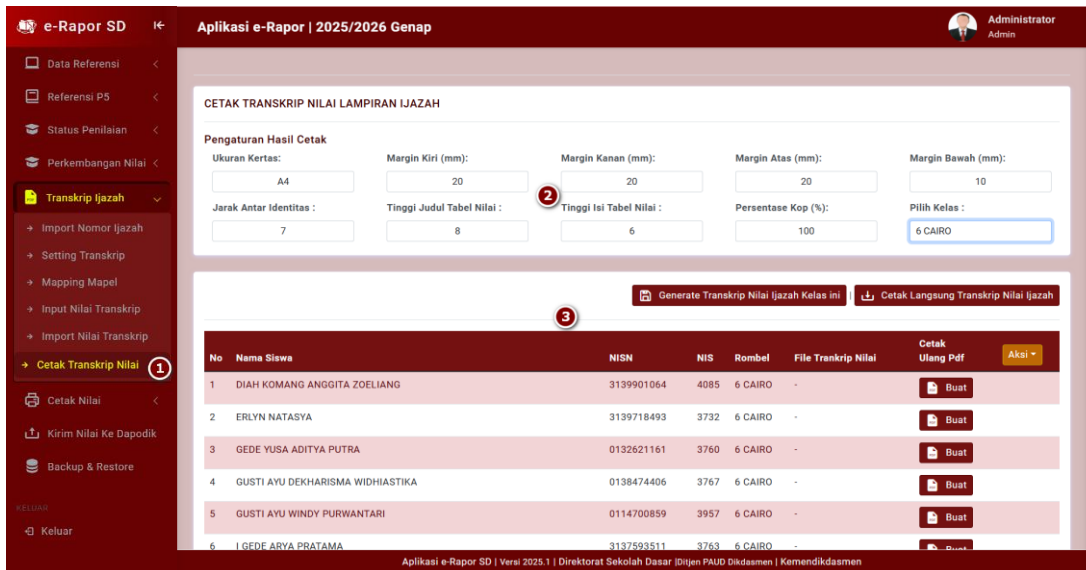 e-Rapor SD
Aplikasi e-Rapor | 2025/2026 Genap
Administrator
Admin
Data Referensi
Referensi P5
Status Penilaian
Perkembangan Nilai
Transkrip Ijazah
Import Nomor Ijazah
Setting Transkrip
Mapping Mapel
Input Nilai Transkrip
Import Nilai Transkrip
Cetak Transkrip Nilai 1
Cetak Nilai
Kirim Nilai Ke Dapodik
Backup & Restore
KELUAR
Keluar
CETAK TRANSKRIP NILAI LAMPIRAN IJAZAH
Pengaturan Hasil Cetak
Ukuran Kertas: Margin Kiri (mm): Margin Kanan (mm): Margin Atas (mm): Margin Bawah (mm):
A4 20 20 20 10
2
Jarak Antar Identitas : Tinggi Judul Tabel Nilai : Tinggi Isi Tabel Nilai : Persentase Kop (%): Pilih Kelas :
7 8 6 100 6 CAIRO
Generate Transkrip Nilai Ijazah Kelas ini | Cetak Langsung Transkrip Nilai Ijazah
3
No Nama Siswa NISN NIS Rombel File Trankrip Nilai Cetak Ulang Pdf Aksi
1 DIAH KOMANG ANGGITA ZOELIANG 3139901064 4085 6 CAIRO - Buat
2 ERLYN NATASYA 3139718493 3732 6 CAIRO - Buat
3 GEDE YUSA ADITYA PUTRA 0132621161 3760 6 CAIRO - Buat
4 GUSTI AYU DEKHARISMA WIDHIASTIKA 0138474406 3767 6 CAIRO - Buat
5 GUSTI AYU WINDY PURWANTARI 0114700859 3957 6 CAIRO - Buat
6 I GEDE ARYA PRATAMA 3137593511 3763 6 CAIRO - Buat
Aplikasi e-Rapor SD | Versi 2025.1 | Direktorat Sekolah Dasar |Ditjen PAUD Dikdasmen | Kemendikdasmen